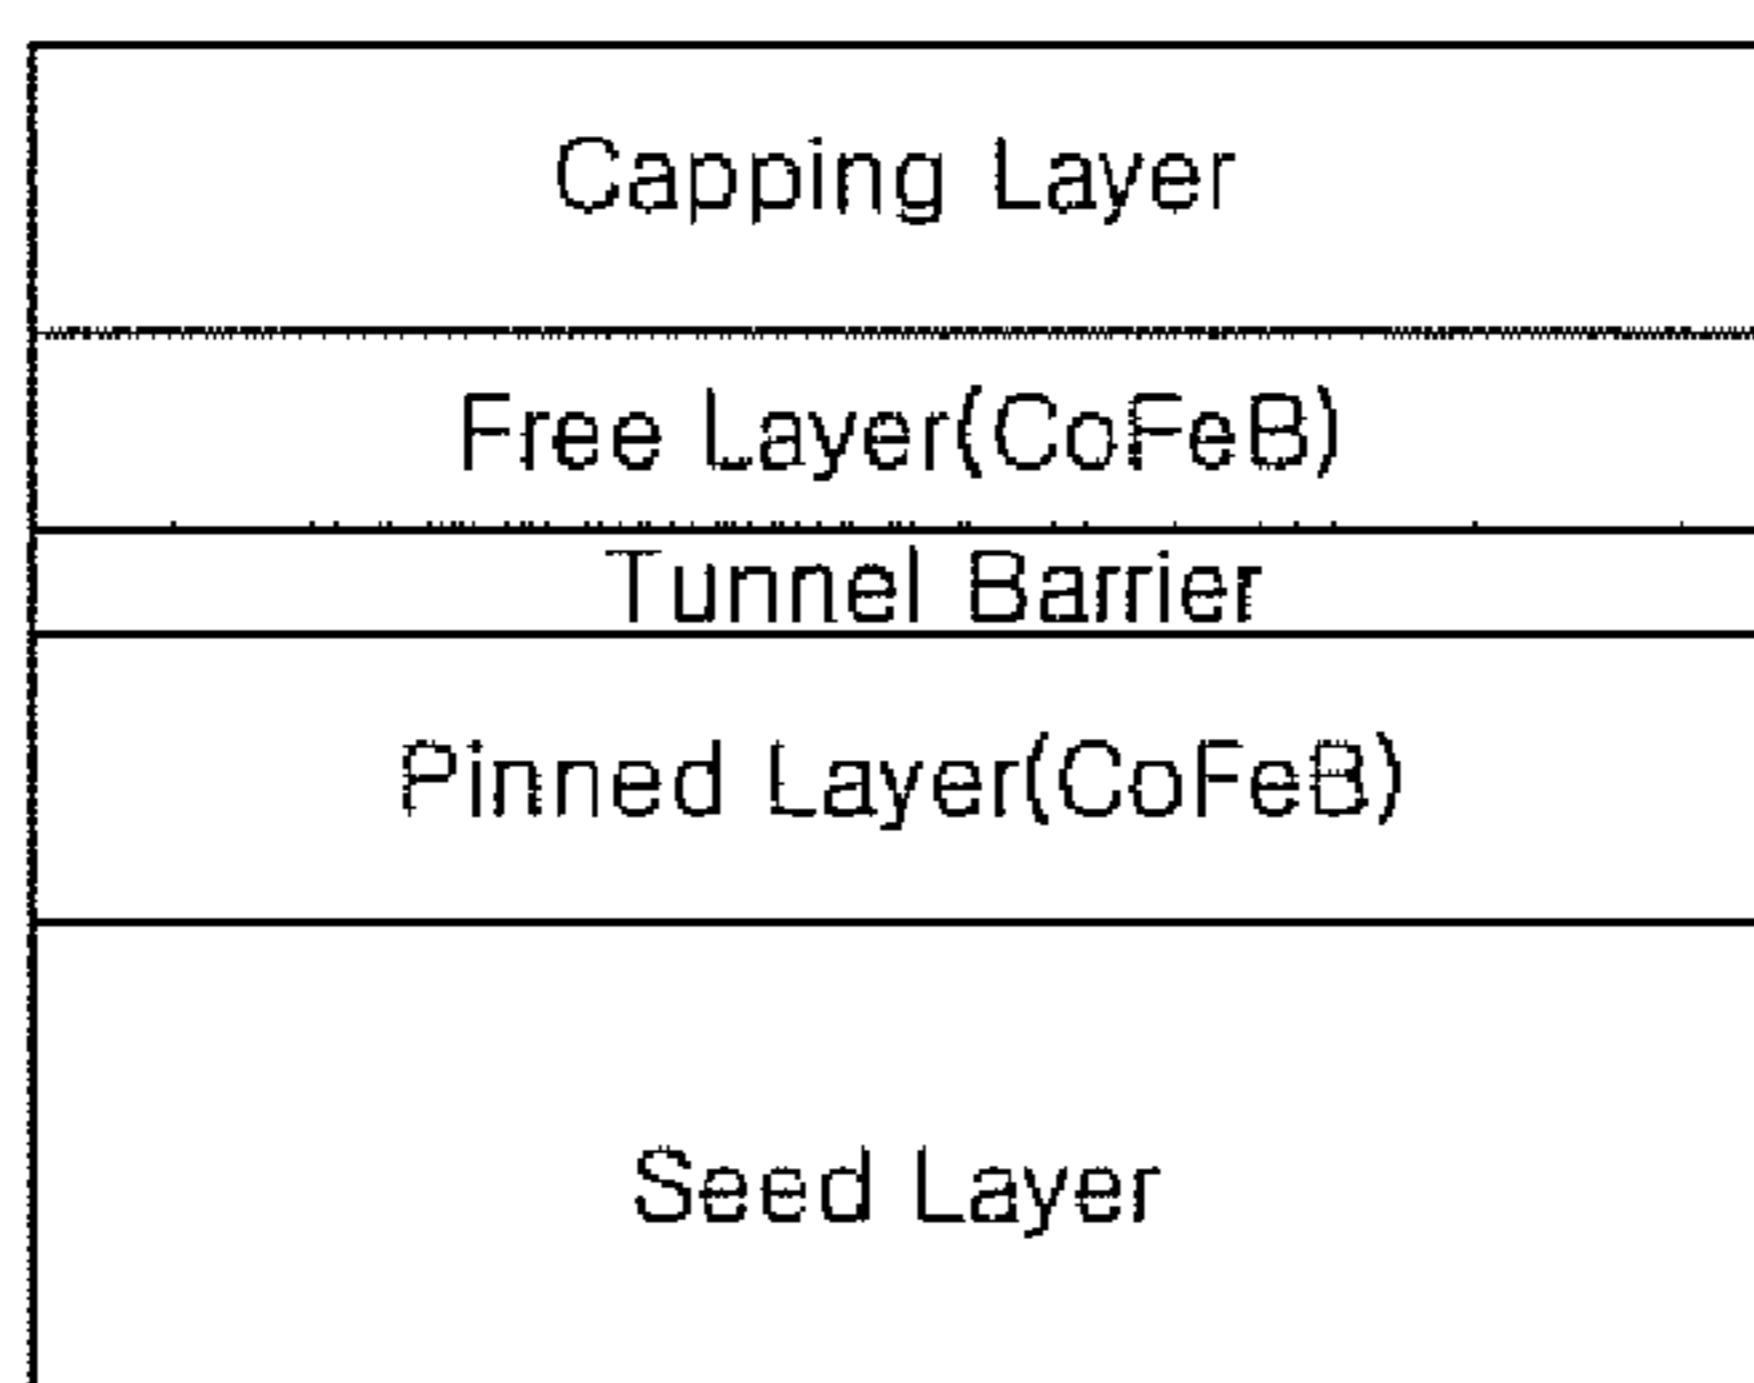 Capping Layer
Free Layer(CoFeB)
Tunnel Barrier
Pinned Layer(CoFeB)
Seed Layer